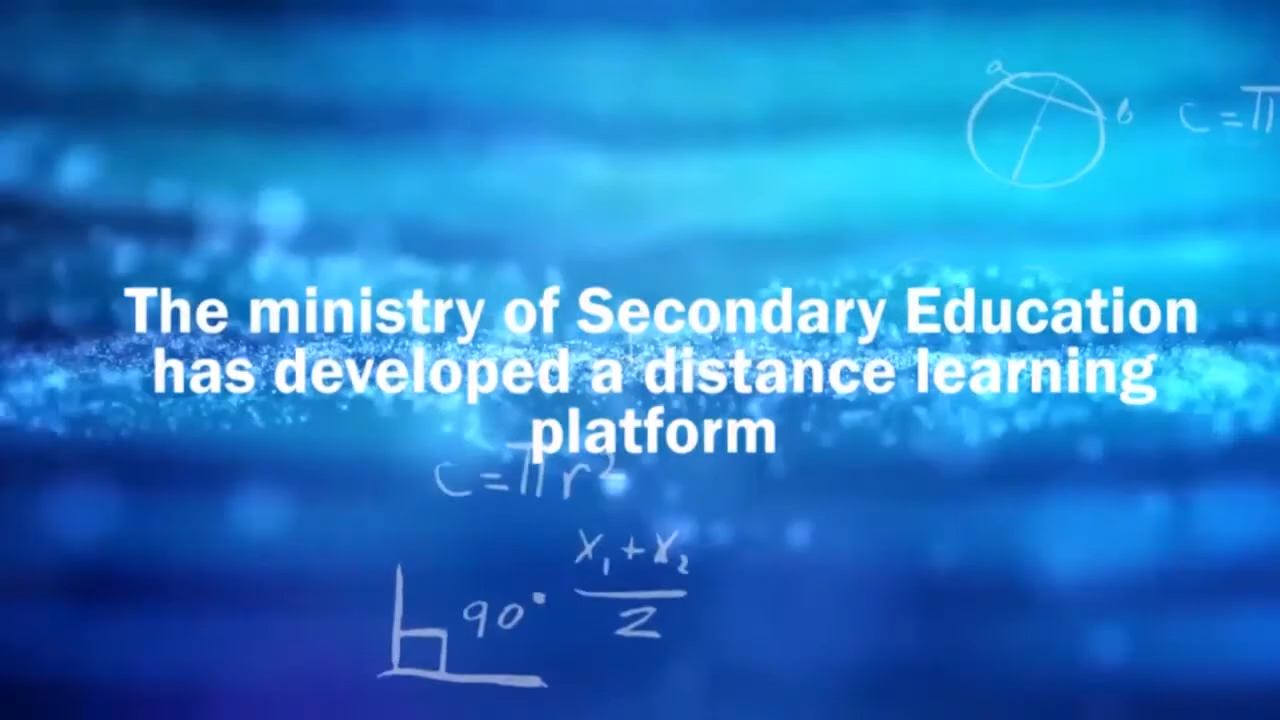 a
b
c=π
The ministry of Secondary Education
has developed a distance learning
platform
c=πr²
x₁+x₂
90°
2